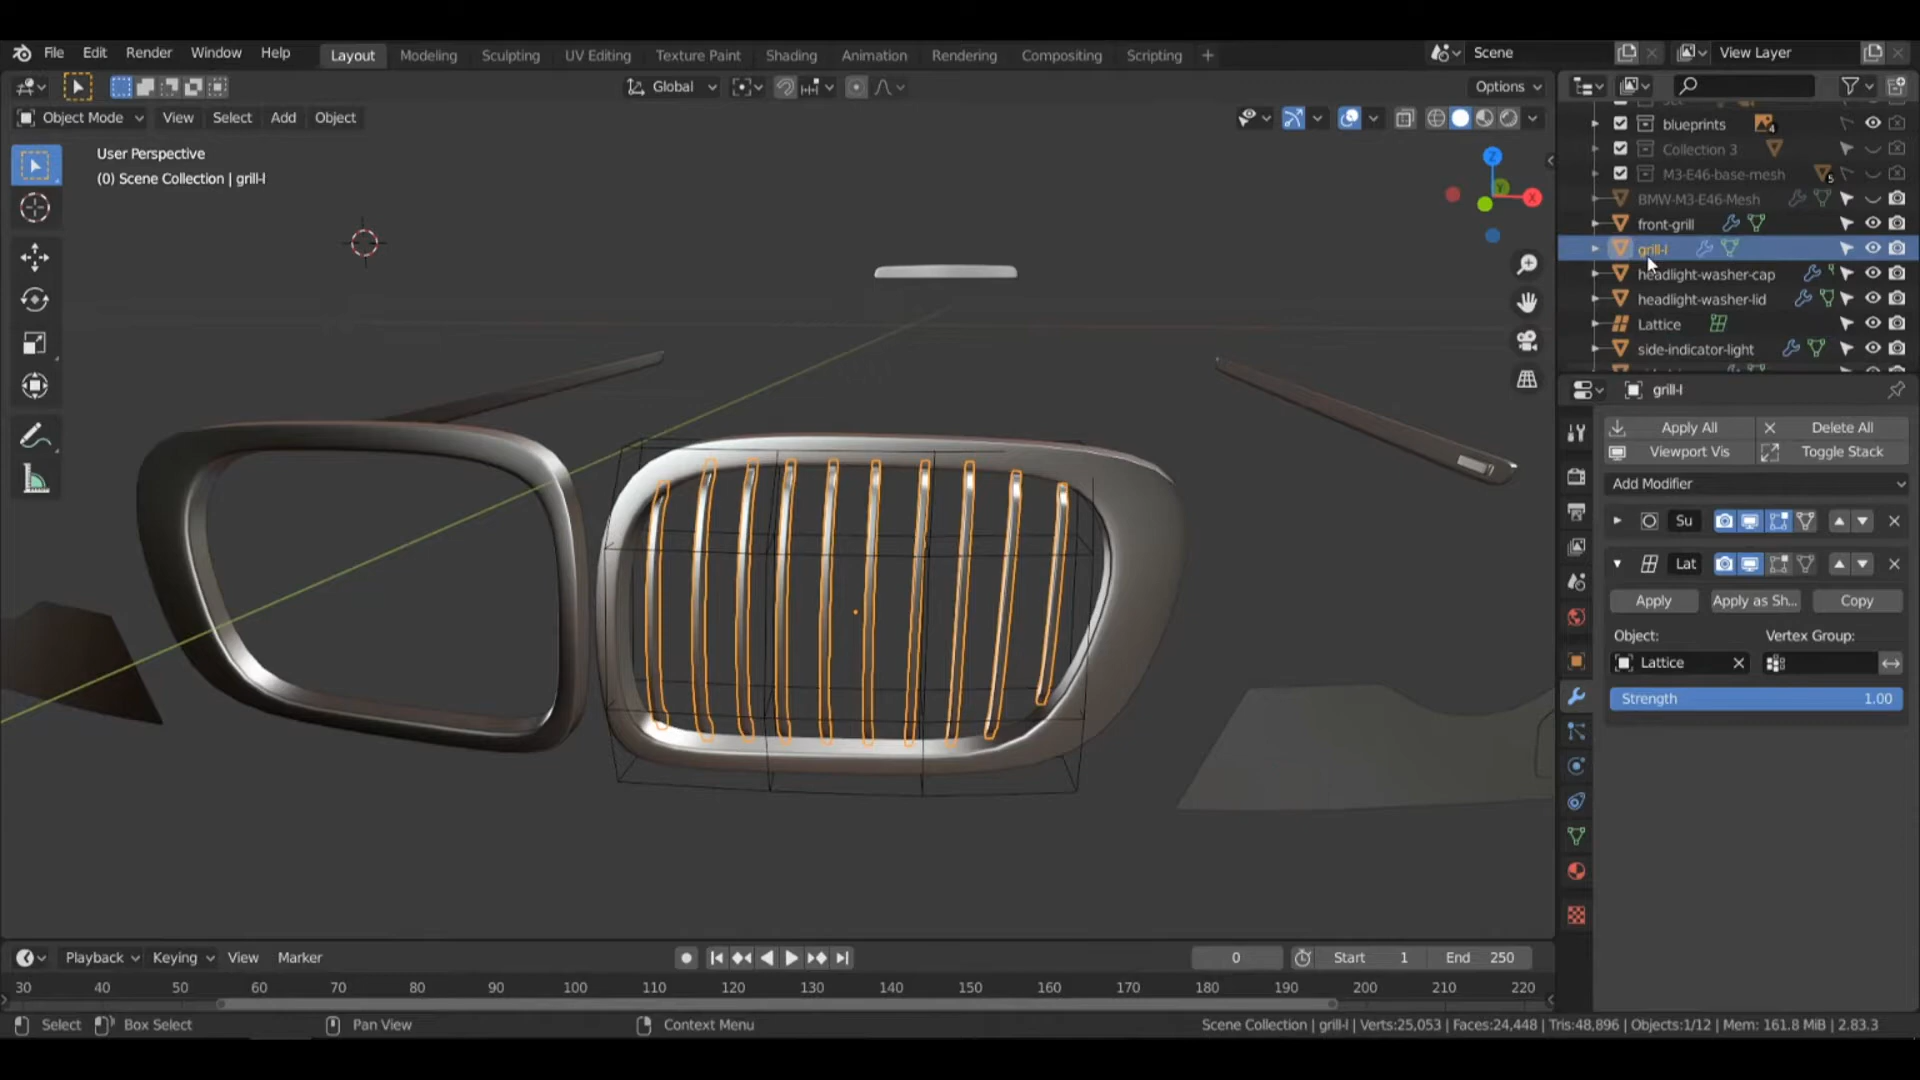 File Edit Render Window Help Layout Modeling Sculpting UV Editing Texture Paint Shading Animation Rendering Compositing Scripting + Scene View Layer
Global Options
Object Mode View Select Add Object
User Perspective
(0) Scene Collection | grill-l
Z
Y
X
blueprints 4
Collection 3
M3-E46-base-mesh 5
BMW-M3-E46-Mesh
front-grill
grill-l
headlight-washer-cap
headlight-washer-lid
Lattice
side-indicator-light
grill-l
Apply All Delete All
Viewport Vis Toggle Stack
Add Modifier
Su
Lat
Apply Apply as Sh... Copy
Object: Vertex Group:
Lattice
Strength 1.00
Playback Keying View Marker 0 Start 1 End 250
30 40 50 60 70 80 90 100 110 120 130 140 150 160 170 180 190 200 210 220
Select Box Select Pan View Context Menu Scene Collection | grill-l | Verts:25,053 | Faces:24,448 | Tris:48,896 | Objects:1/12 | Mem: 161.8 MiB | 2.83.3